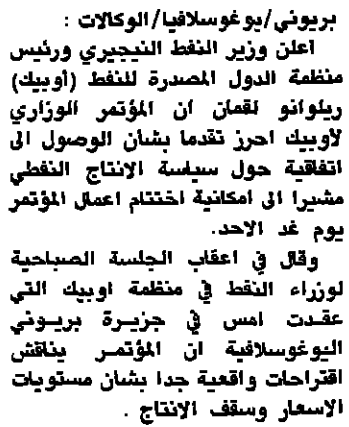 بريوني/يوغوسلافيا/الوكالات :
اعلن وزير النفط النيجيري ورئيس
منظمة الدول المصدرة للنفط (أوبيك)
ريلوانو لقمان ان المؤتمر الوزاري
لأوبيك احرز تقدما بشأن الوصول الى
اتفاقية حول سياسة الانتاج النفطي
مشيرا الى امكانية اختتام اعمال المؤتمر
يوم غد الاحد.
وقال في اعقاب الجلسة الصباحية
لوزراء النفط في منظمة اوبيك التي
عقدت امس في جزيرة بريوني
اليوغوسلافية ان المؤتمر يناقش
اقتراحات واقعية جدا بشأن مستويات
الاسعار وسقف الانتاج .